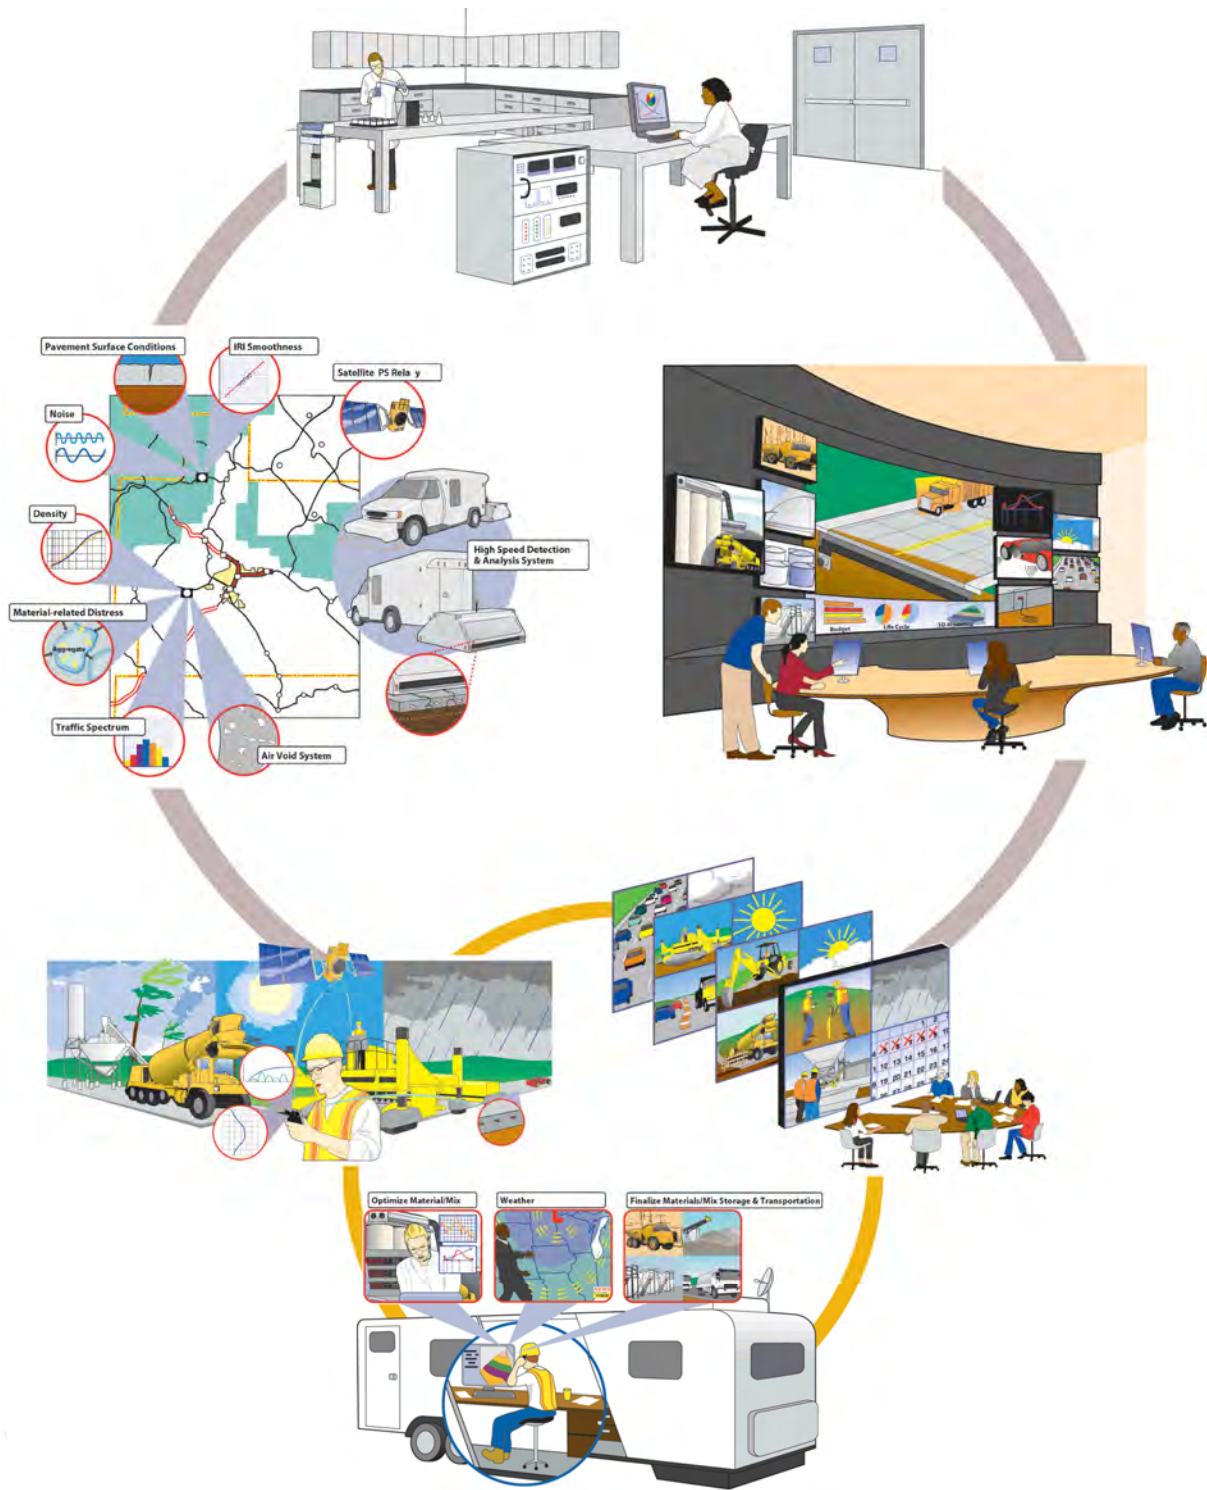 Pavement Surface Conditions
IRI Smoothness
Satellite PS Rela y
Noise
Density
High Speed Detection
& Analysis System
Material-related Distress
Aggregate
Traffic Spectrum
Air Void System
Budget
Life Cycle
Optimize Material/Mix
Weather
Finalize Materials/Mix Storage & Transportation
L